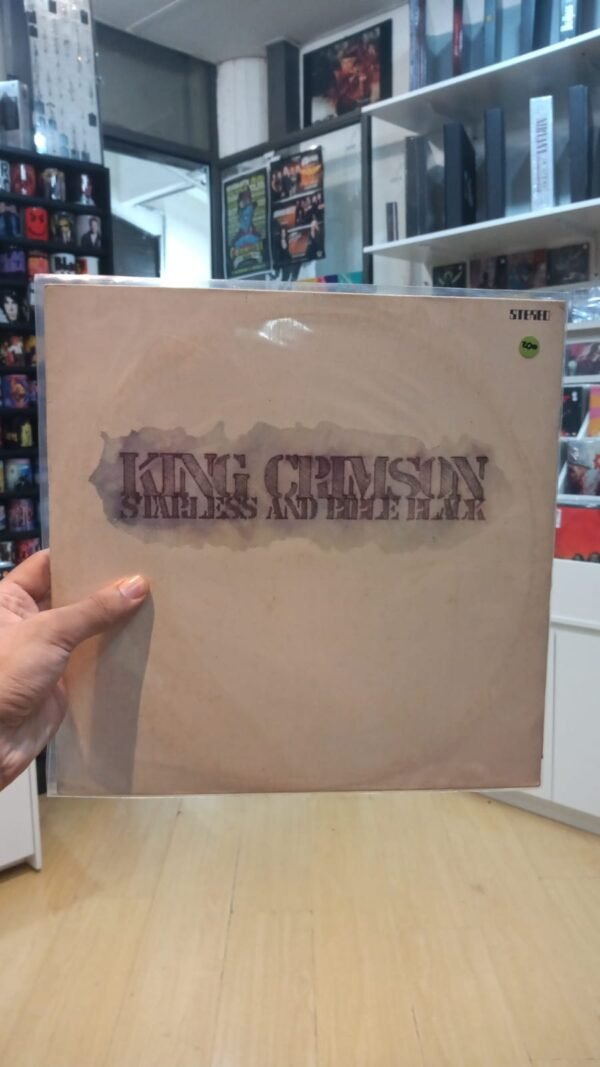 STEREO
KING CRIMSON
STARLESS AND BIBLE BLACK